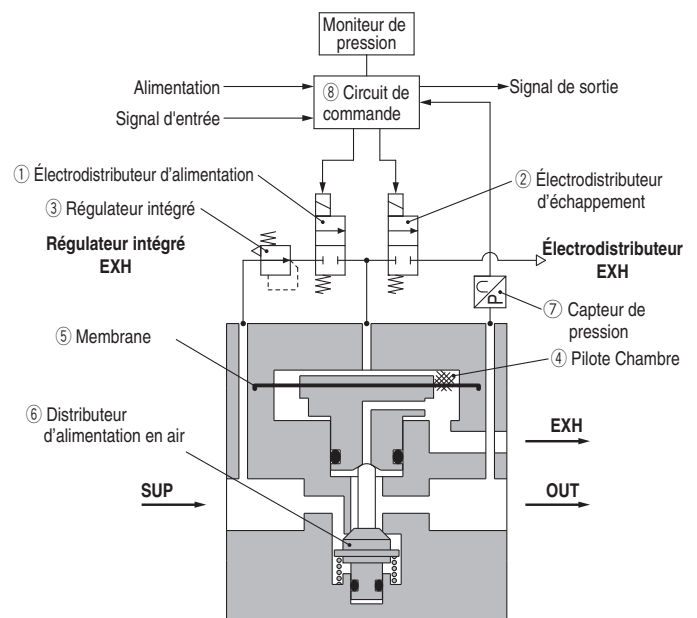 Moniteur de
pression
Alimentation
⑧ Circuit de
commande
Signal de sortie
Signal d'entrée
① Électrodistributeur d’alimentation
② Électrodistributeur
d'échappement
③ Régulateur intégré
Régulateur intégré
EXH
Électrodistributeur
EXH
P
⑦ Capteur de
pression
⑤ Membrane
④ Pilote Chambre
⑥ Distributeur
d'alimentation en air
EXH
SUP
OUT